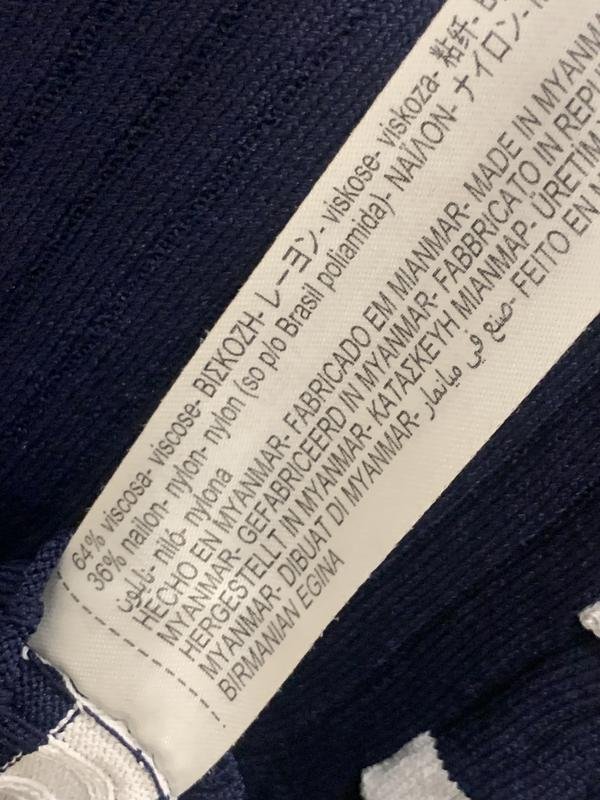 64% viscosa- viscose- ΒΙΣΚΟΖΗ- レーヨン- viskose- viskoza- 粘纤-
36% nailon- nylon- nylon (so p/o Brasil poliamida)- ΝΑΪΛΟΝ- ナイロン-
نايلون- niló- nylona
HECHO EN MYANMAR- FABRICADO EM MIANMAR- MADE IN MYANMA
MYANMAR- GEFABRICEERD IN MYANMAR- FABBRICATO IN REPU
HERGESTELLT IN MYANMAR- ΚΑΤΑΣΚΕΥΗ ΜΙΑΝΜΑΡ- ÜRETIM
MYANMAR- DIBUAT DI MYANMAR- صنع في ميانمار- FEITO EN
BIRMANIAN EGINA